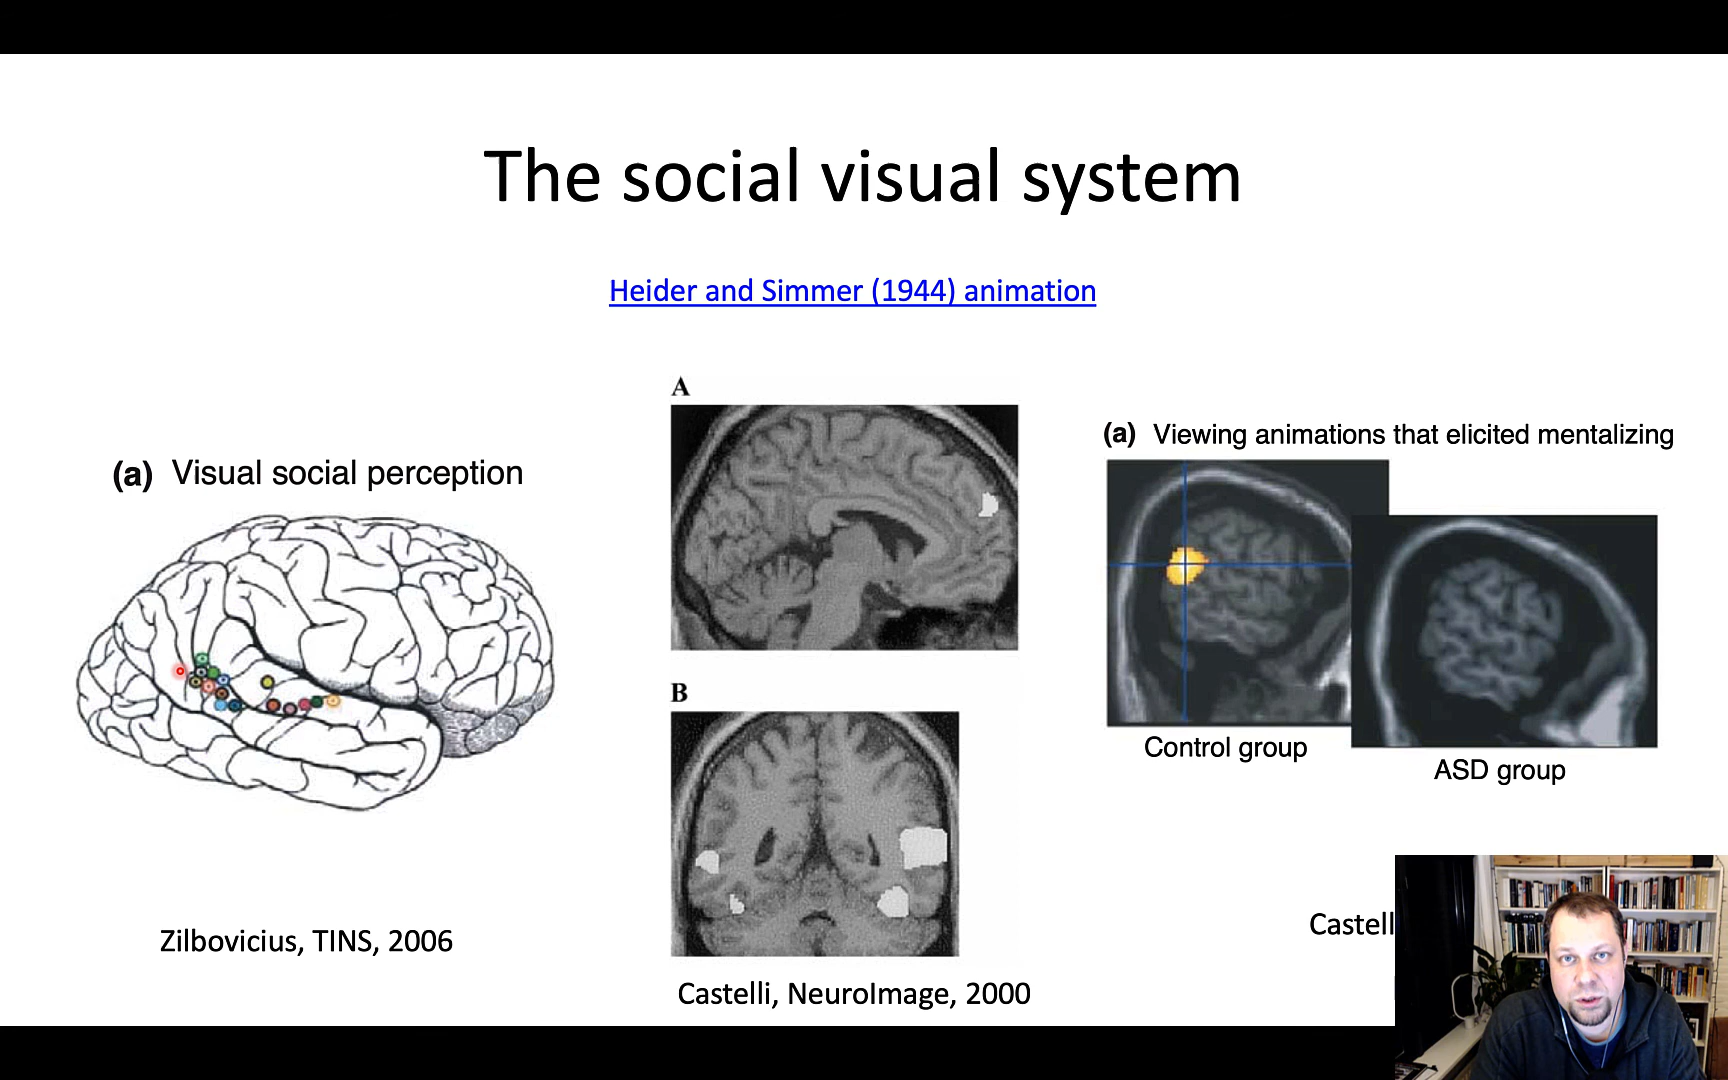 The social visual system
Heider and Simmer (1944) animation
(a) Visual social perception
Zilbovicius, TINS, 2006
A
B
Castelli, NeuroImage, 2000
(a) Viewing animations that elicited mentalizing
Control group
ASD group
Castell